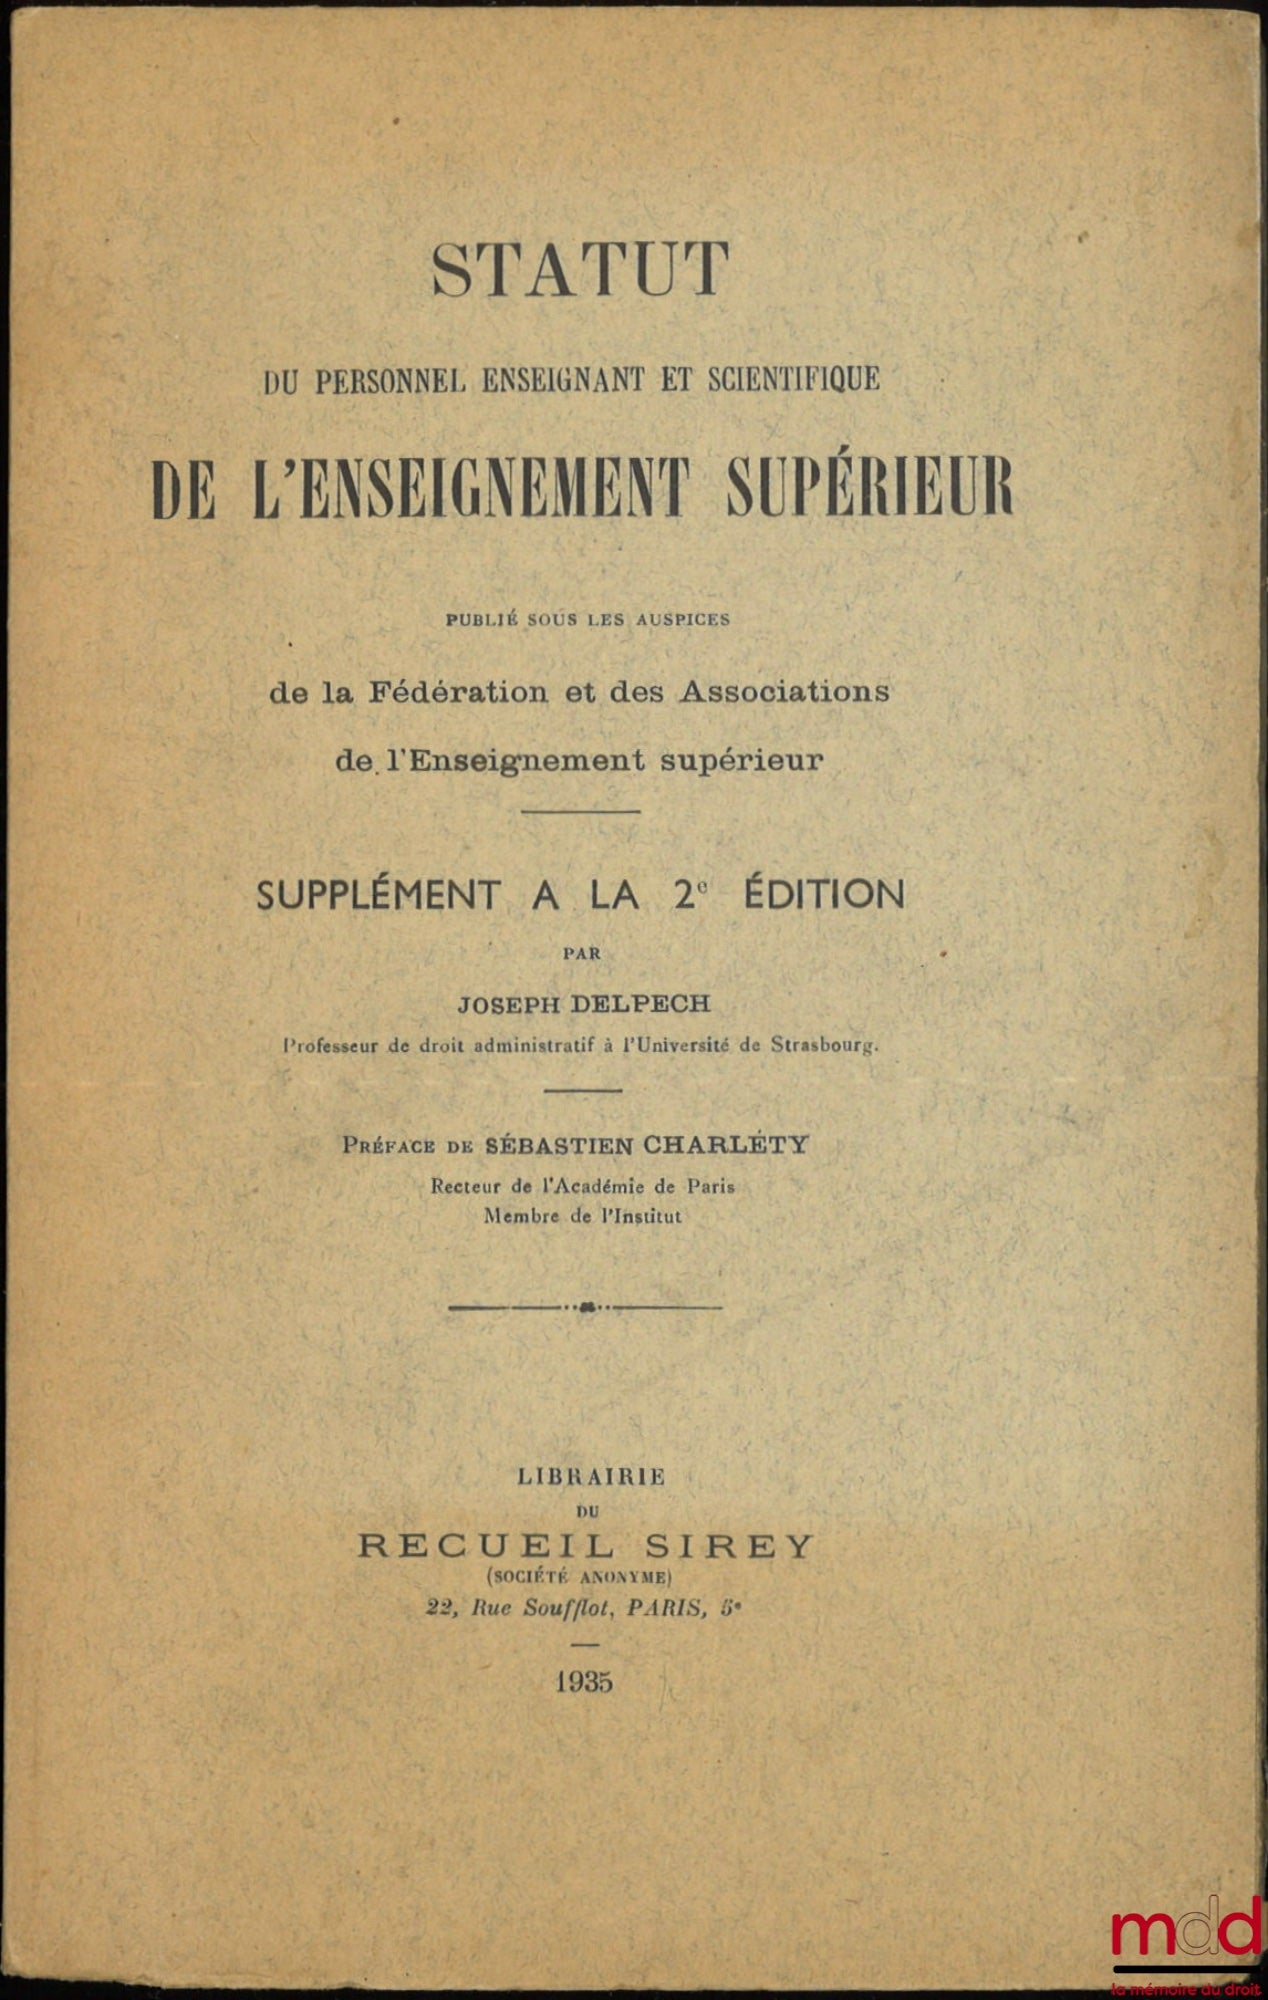 STATUT
DU PERSONNEL ENSEIGNANT ET SCIENTIFIQUE
DE L'ENSEIGNEMENT SUPÉRIEUR
PUBLIÉ SOUS LES AUSPICES
de la Fédération et des Associations
de l'Enseignement supérieur
SUPPLÉMENT A LA 2e ÉDITION
PAR
JOSEPH DELPECH
Professeur de droit administratif à l'Université de Strasbourg.
PRÉFACE DE SÉBASTIEN CHARLÉTY
Recteur de l'Académie de Paris
Membre de l'Institut
LIBRAIRIE
DU
RECUEIL SIREY
(SOCIÉTÉ ANONYME)
22, Rue Soufflot, PARIS, 5e
1935
mdd
la mémoire du droit